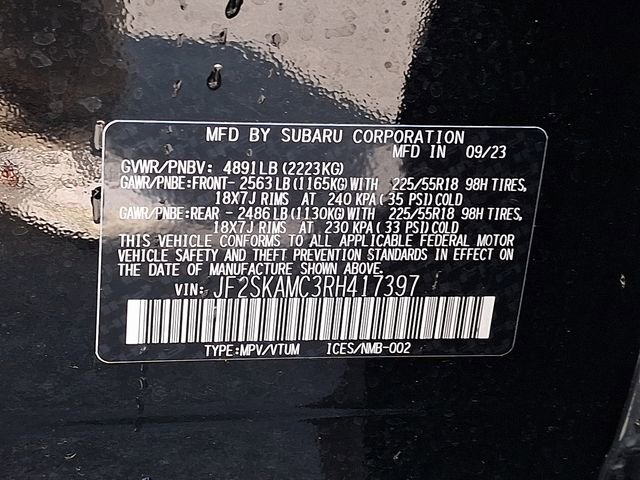 MFD BY SUBARU CORPORATION
MFD IN 09/23
GVWR/PNBV: 4891LB(2223KG)
GAWR/PNBE:FRONT- 2563LB(1165KG)WITH 225/55R18 98H TIRES,
18X7J RIMS AT 240 KPA(35 PSI)COLD
GAWR/PNBE:REAR - 2486LB(1130KG)WITH 225/55R18 98H TIRES,
18X7J RIMS AT 230 KPA(33 PSI)COLD
THIS VEHICLE CONFORMS TO ALL APPLICABLE FEDERAL MOTOR
VEHICLE SAFETY AND THEFT PREVENTION STANDARDS IN EFFECT ON
THE DATE OF MANUFACTURE SHOWN ABOVE.
VIN: JF2SKAMC3RH417397
TYPE:MPV/VTUM ICES/NMB-002